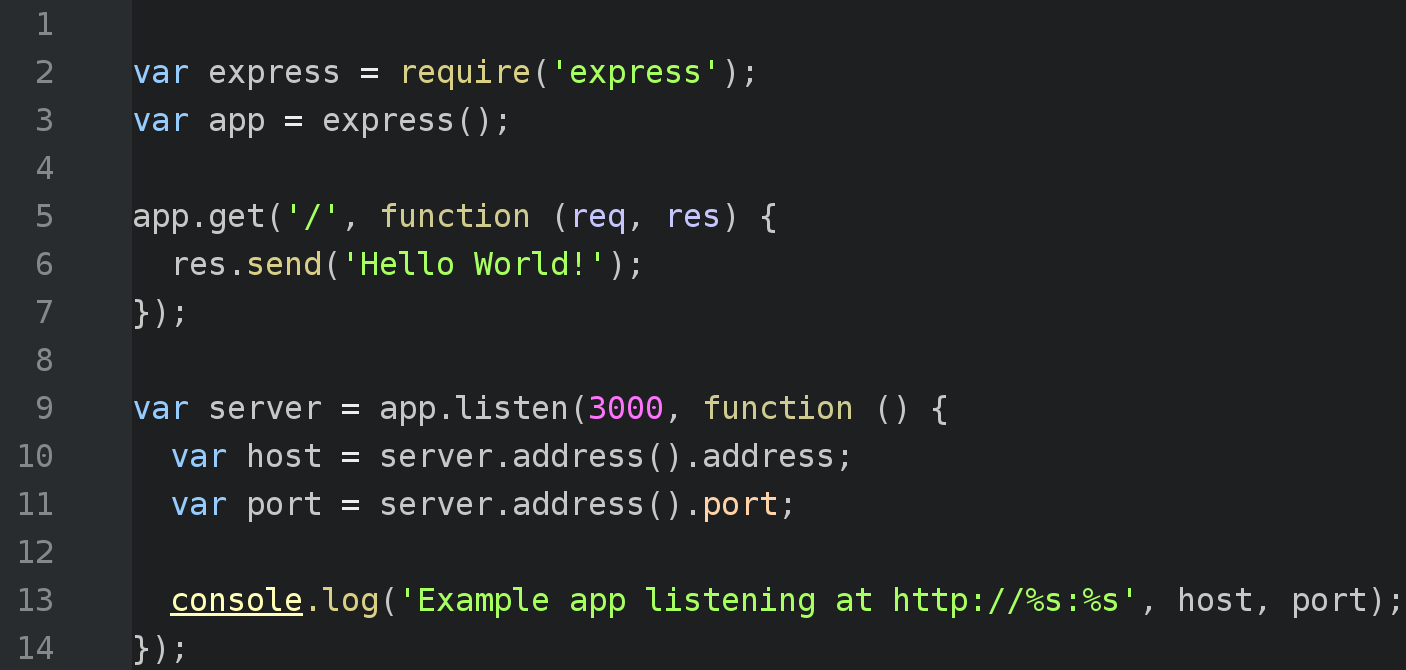 1
2 var express = require('express');
3 var app = express();
4
5 app.get('/', function (req, res) {
6   res.send('Hello World!');
7 });
8
9 var server = app.listen(3000, function () {
10   var host = server.address().address;
11   var port = server.address().port;
12
13   console.log('Example app listening at http://%s:%s', host, port);
14 });